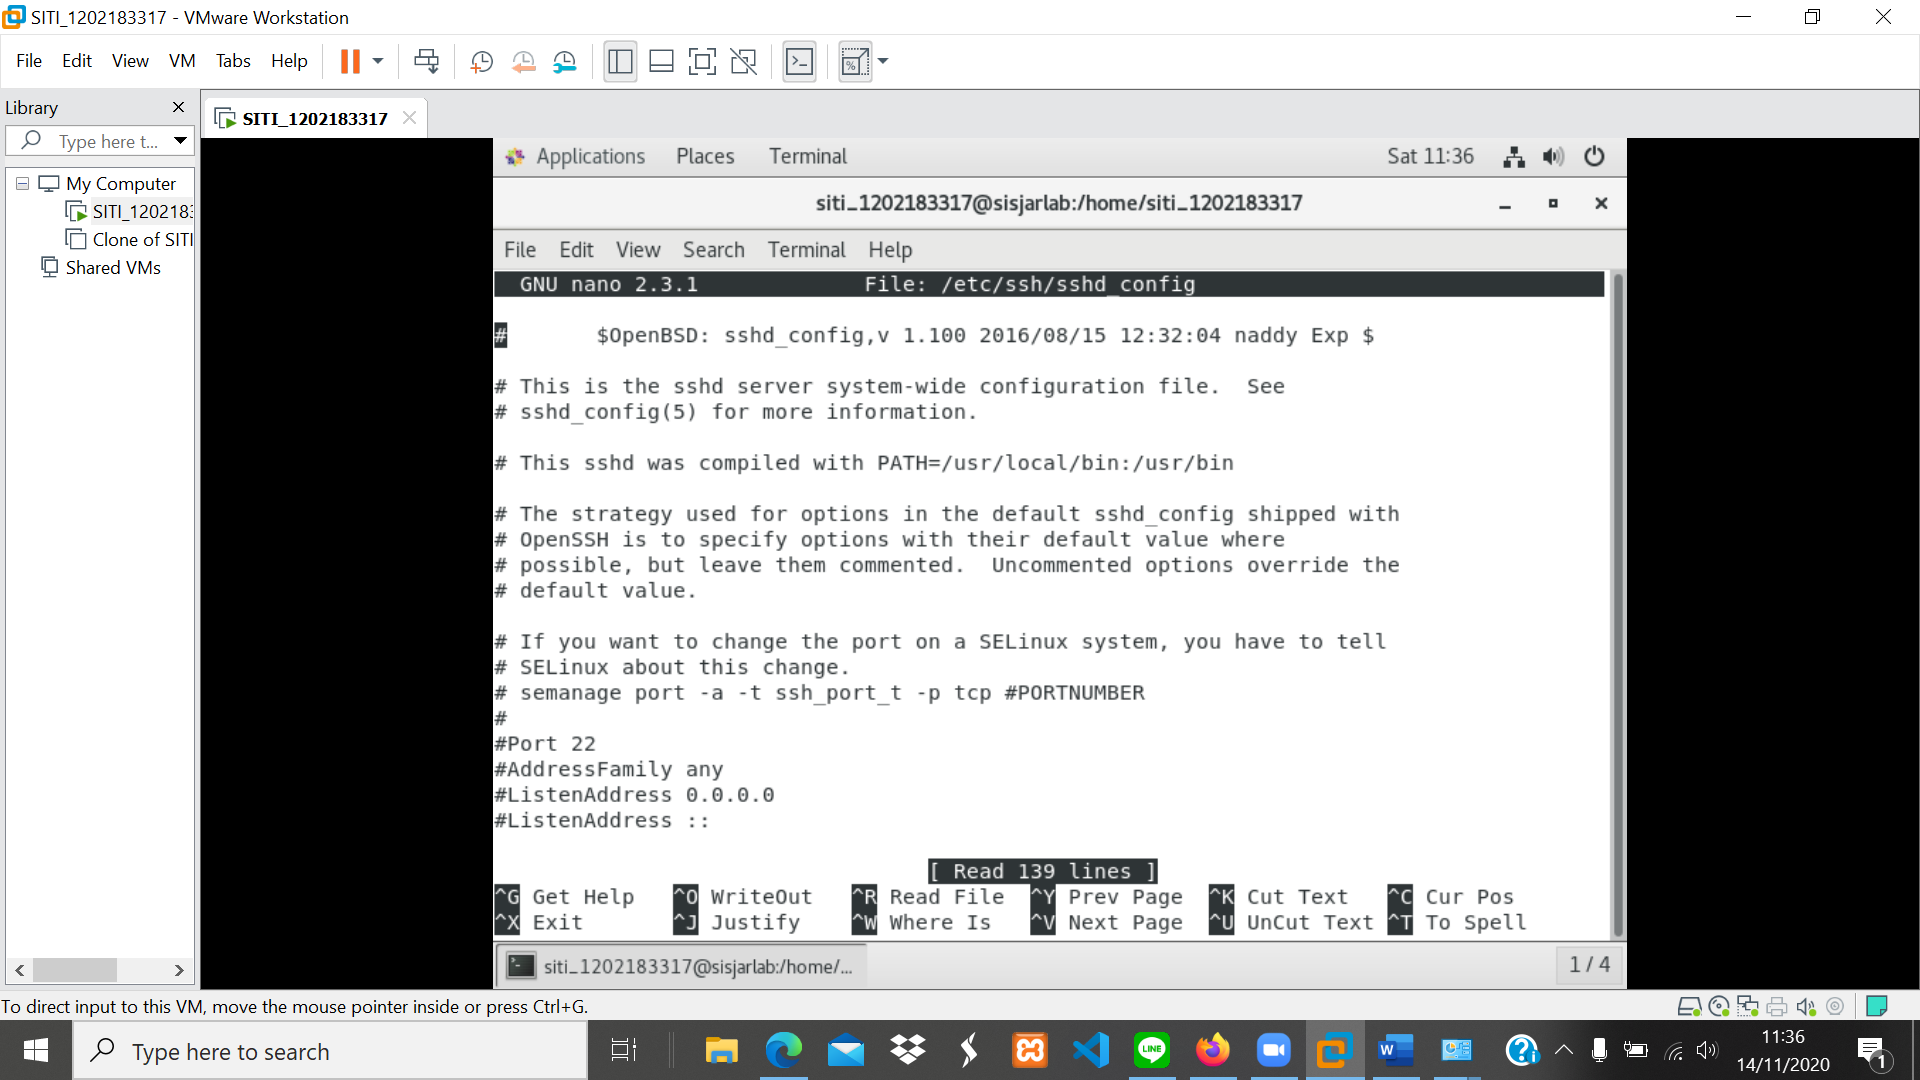 SITI_1202183317 - VMware Workstation
File Edit View VM Tabs Help
Library
Type here t...
My Computer
SITI_1202183
Clone of SITI
Shared VMs
SITI_1202183317
Applications Places Terminal Sat 11:36
siti_1202183317@sisjarlab:/home/siti_1202183317
File Edit View Search Terminal Help
GNU nano 2.3.1 File: /etc/ssh/sshd_config
# $OpenBSD: sshd_config,v 1.100 2016/08/15 12:32:04 naddy Exp $
# This is the sshd server system-wide configuration file. See
# sshd_config(5) for more information.
# This sshd was compiled with PATH=/usr/local/bin:/usr/bin
# The strategy used for options in the default sshd_config shipped with
# OpenSSH is to specify options with their default value where
# possible, but leave them commented. Uncommented options override the
# default value.
# If you want to change the port on a SELinux system, you have to tell
# SELinux about this change.
# semanage port -a -t ssh_port_t -p tcp #PORTNUMBER
#
#Port 22
#AddressFamily any
#ListenAddress 0.0.0.0
#ListenAddress ::
[ Read 139 lines ]
^G Get Help ^O WriteOut ^R Read File ^Y Prev Page ^K Cut Text ^C Cur Pos
^X Exit ^J Justify ^W Where Is ^V Next Page ^U UnCut Text ^T To Spell
siti_1202183317@sisjarlab:/home/...
1 / 4
To direct input to this VM, move the mouse pointer inside or press Ctrl+G.
Type here to search
LINE
W
11:36
14/11/2020
1